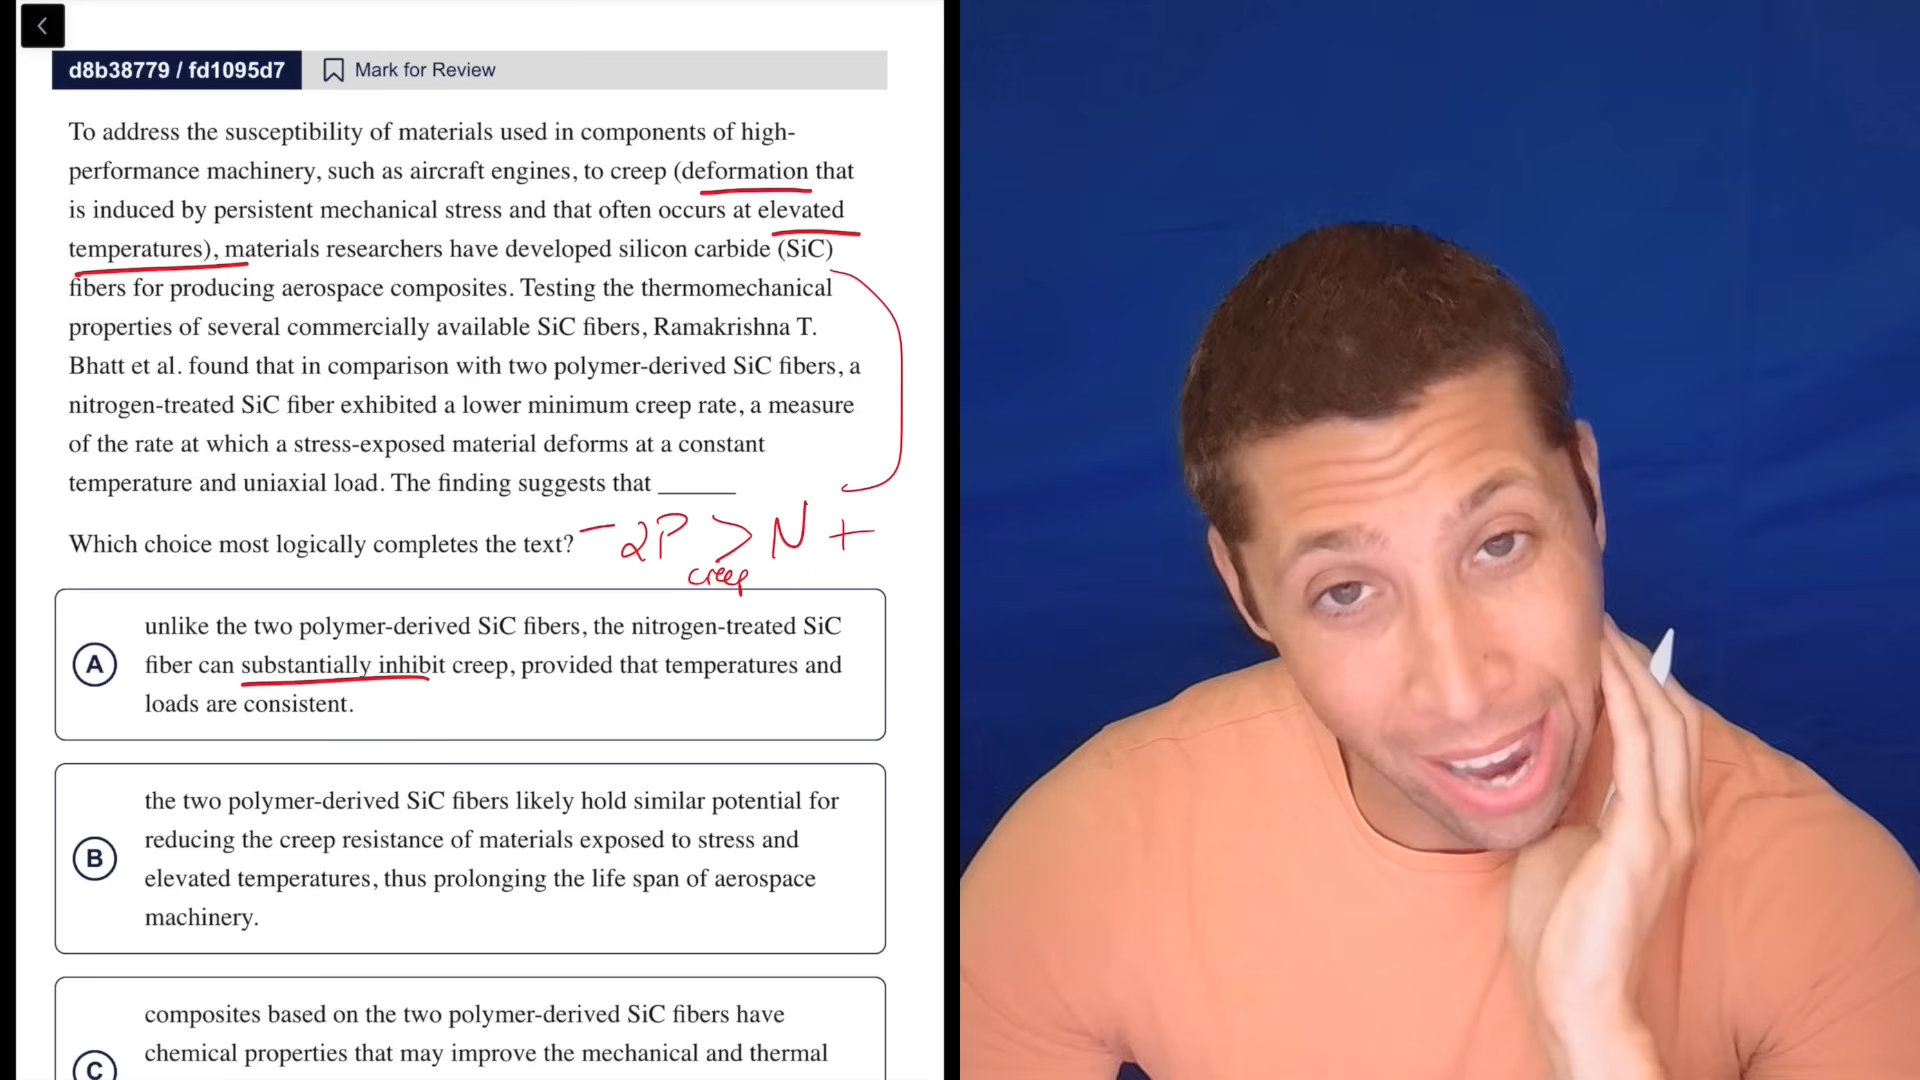 d8b38779 / fd1095d7 Mark for Review
To address the susceptibility of materials used in components of high-
performance machinery, such as aircraft engines, to creep (deformation that
is induced by persistent mechanical stress and that often occurs at elevated
temperatures), materials researchers have developed silicon carbide (SiC)
fibers for producing aerospace composites. Testing the thermomechanical
properties of several commercially available SiC fibers, Ramakrishna T.
Bhatt et al. found that in comparison with two polymer-derived SiC fibers, a
nitrogen-treated SiC fiber exhibited a lower minimum creep rate, a measure
of the rate at which a stress-exposed material deforms at a constant
temperature and uniaxial load. The finding suggests that ______
Which choice most logically completes the text?
- 2P > N +
creep
A
unlike the two polymer-derived SiC fibers, the nitrogen-treated SiC
fiber can substantially inhibit creep, provided that temperatures and
loads are consistent.
B
the two polymer-derived SiC fibers likely hold similar potential for
reducing the creep resistance of materials exposed to stress and
elevated temperatures, thus prolonging the life span of aerospace
machinery.
C
composites based on the two polymer-derived SiC fibers have
chemical properties that may improve the mechanical and thermal